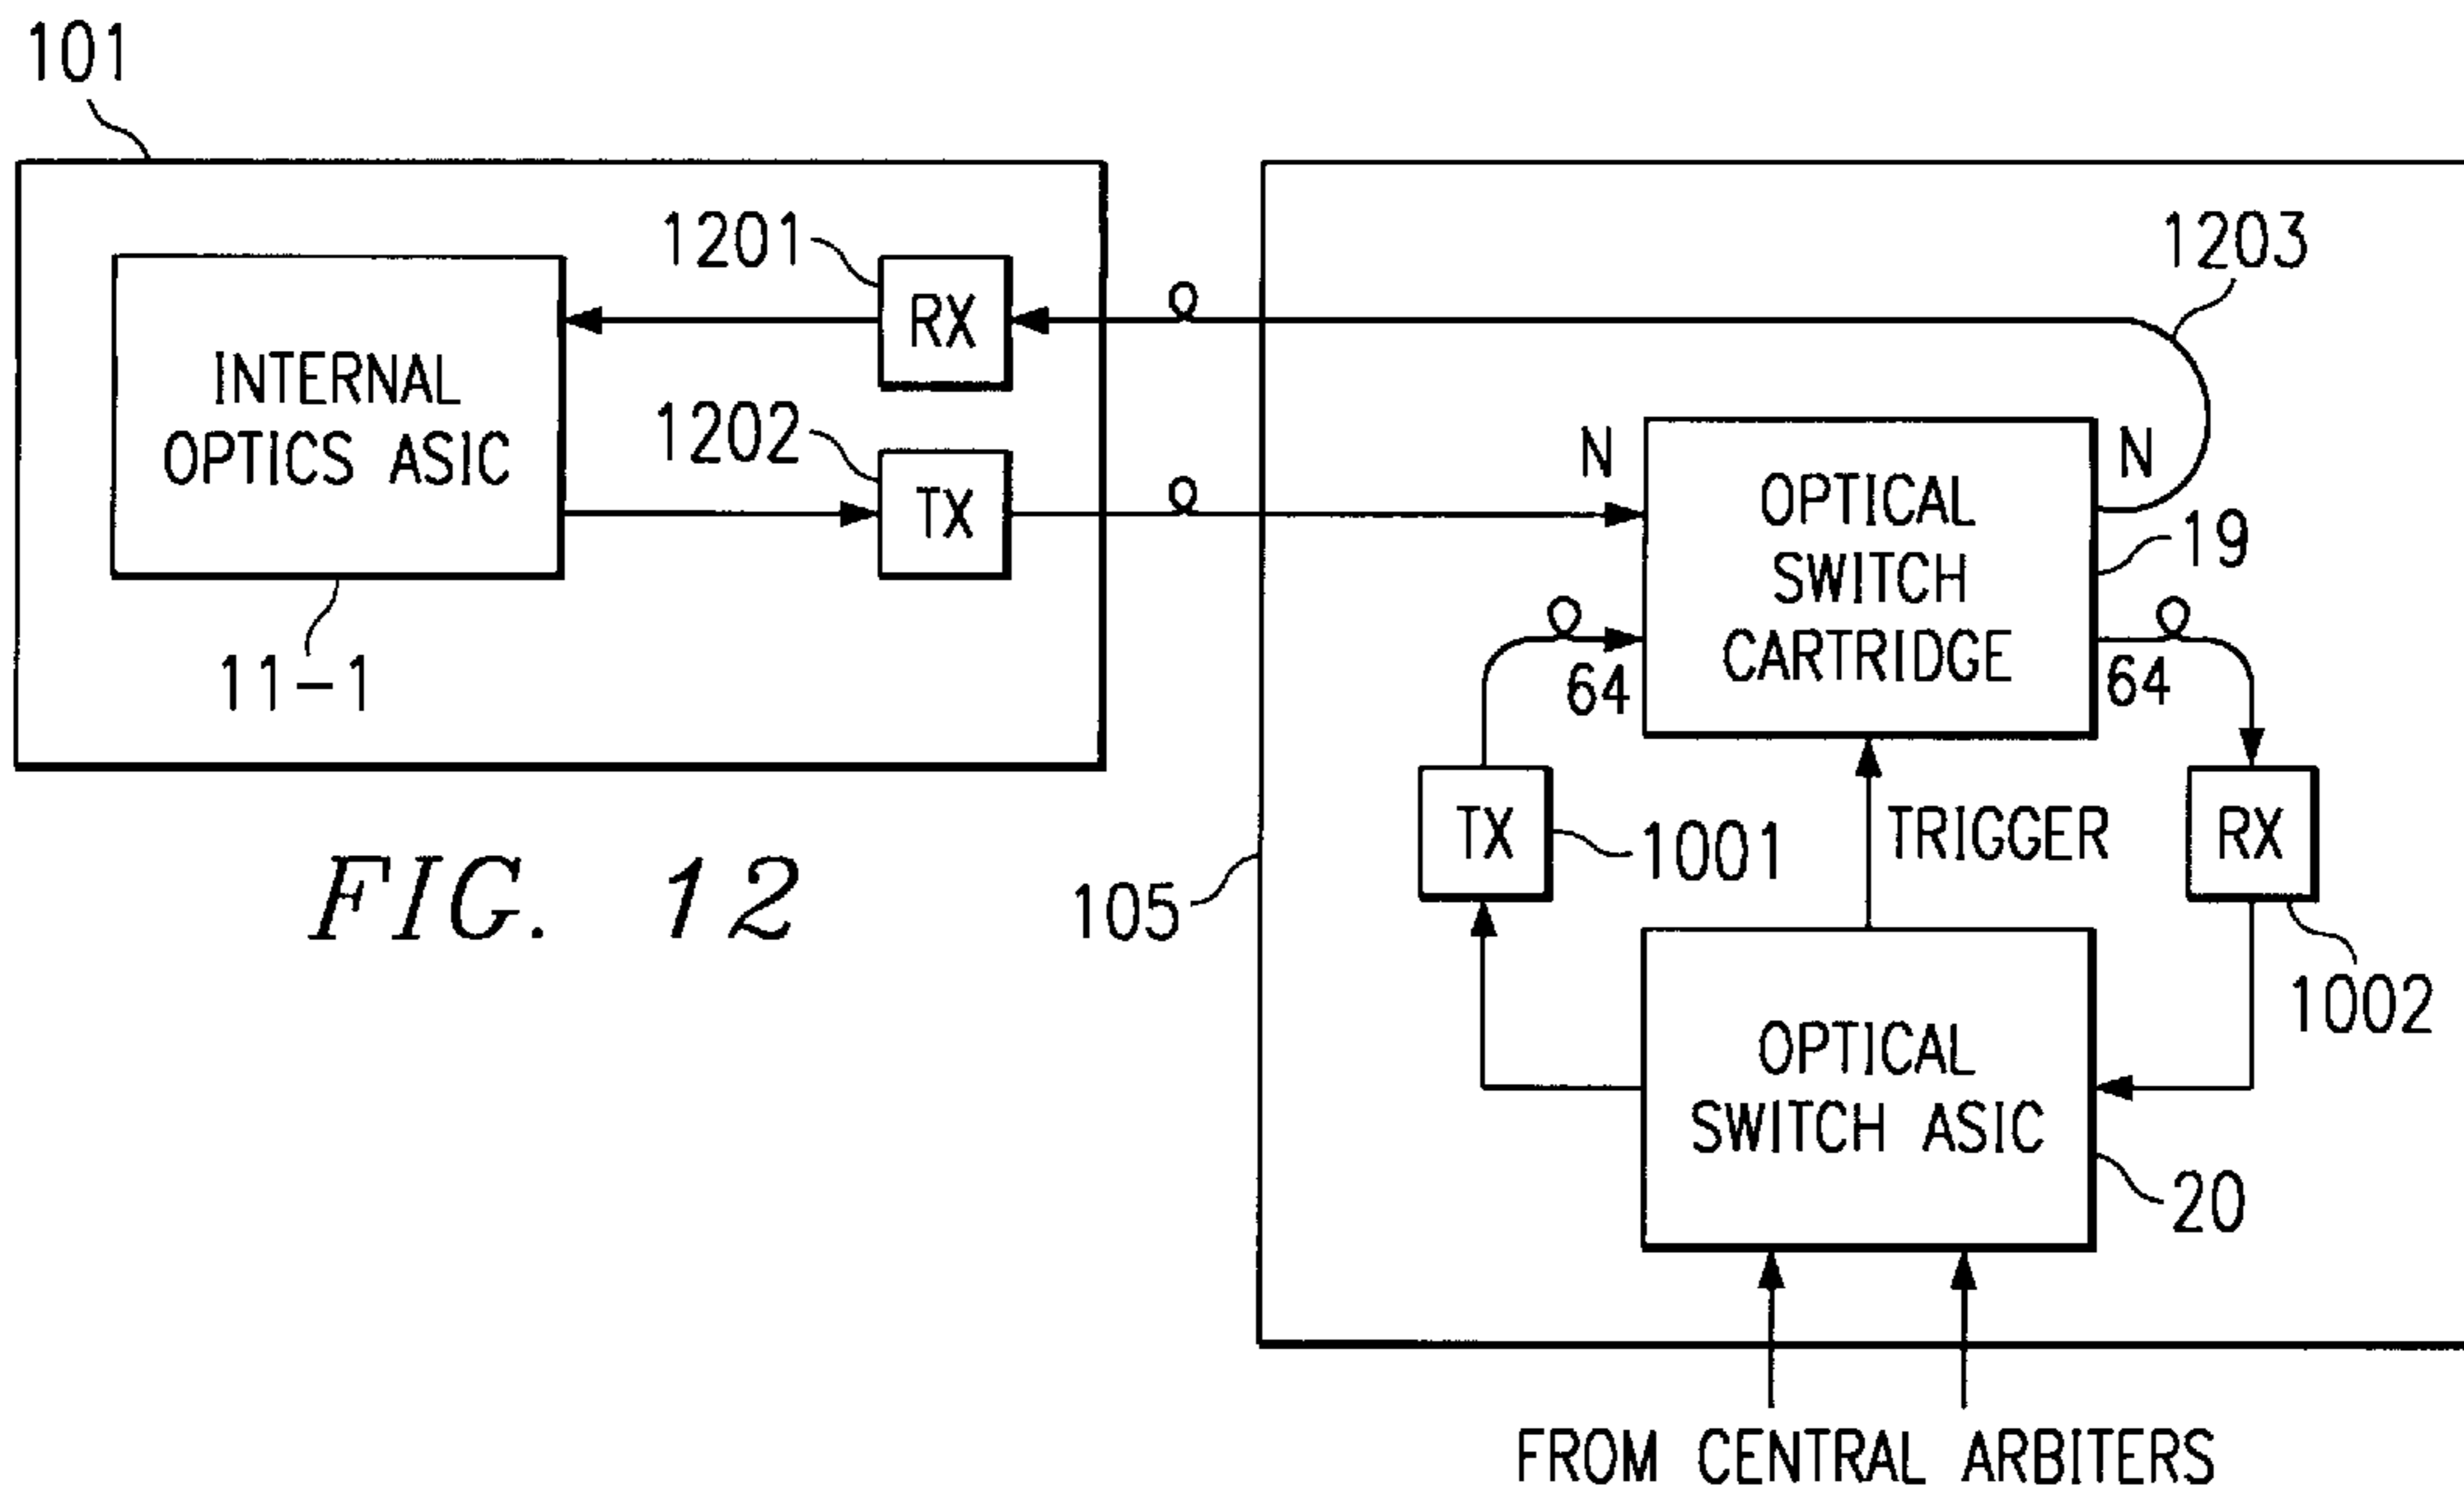 101
1201
1203
RX
INTERNAL
OPTICS ASIC
1202
TX
N
N
OPTICAL
SWITCH
CARTRIDGE
19
64
64
11-1
TX
1001
TRIGGER
RX
FIG. 12
105
1002
OPTICAL
SWITCH ASIC
20
FROM CENTRAL ARBITERS